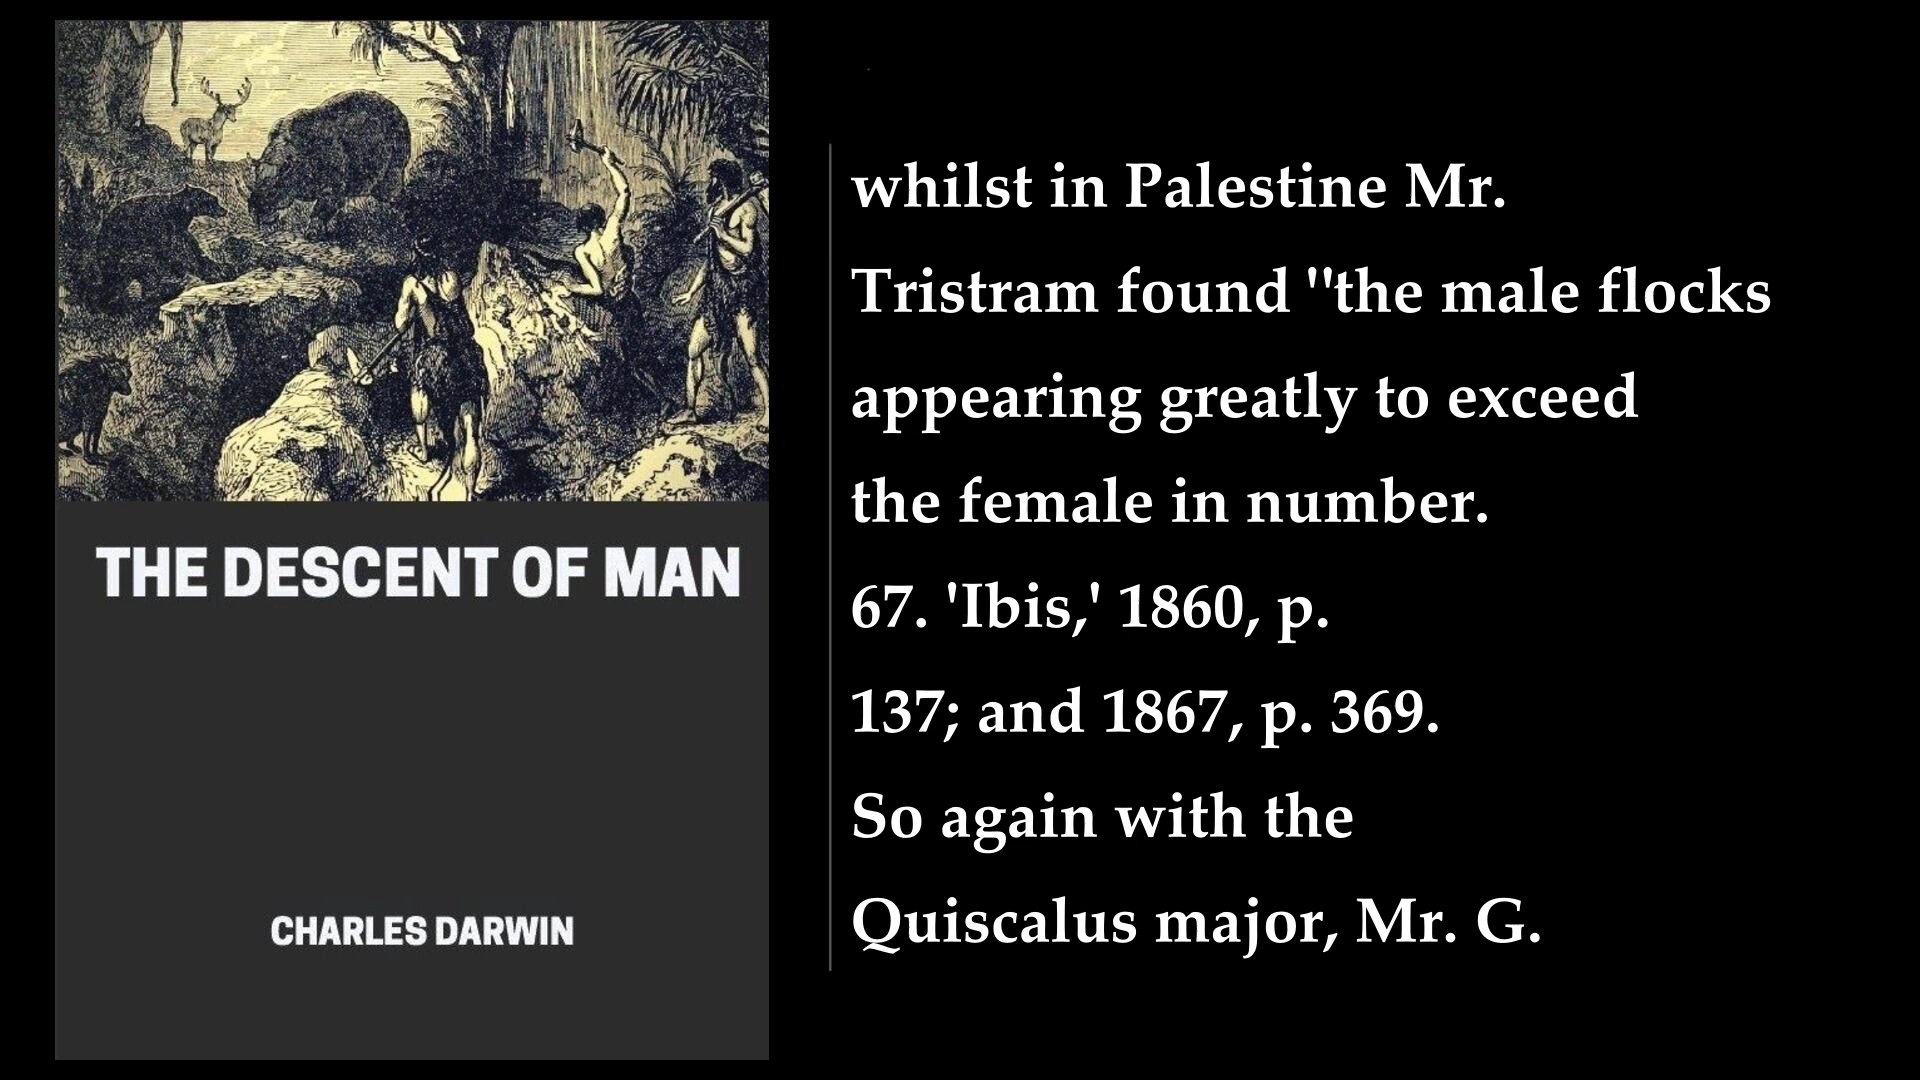 THE DESCENT OF MAN
CHARLES DARWIN
whilst in Palestine Mr.
Tristram found "the male flocks
appearing greatly to exceed
the female in number.
67. 'Ibis,' 1860, p.
137; and 1867, p. 369.
So again with the
Quiscalus major, Mr. G.